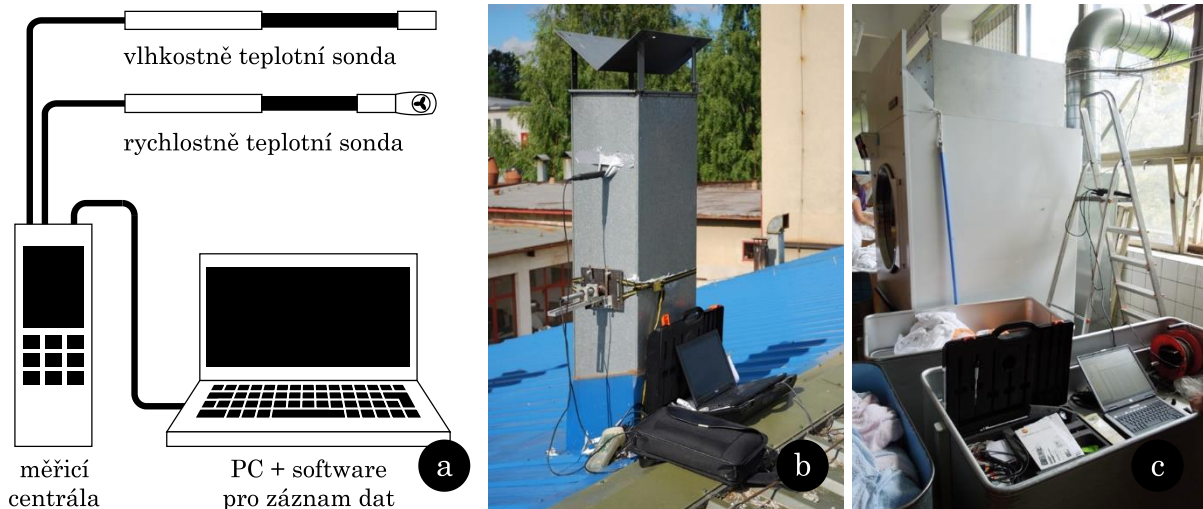 vlhkostně teplotní sonda
rychlostně teplotní sonda
měřicí
centrála
PC + software
pro záznam dat
a
b
c